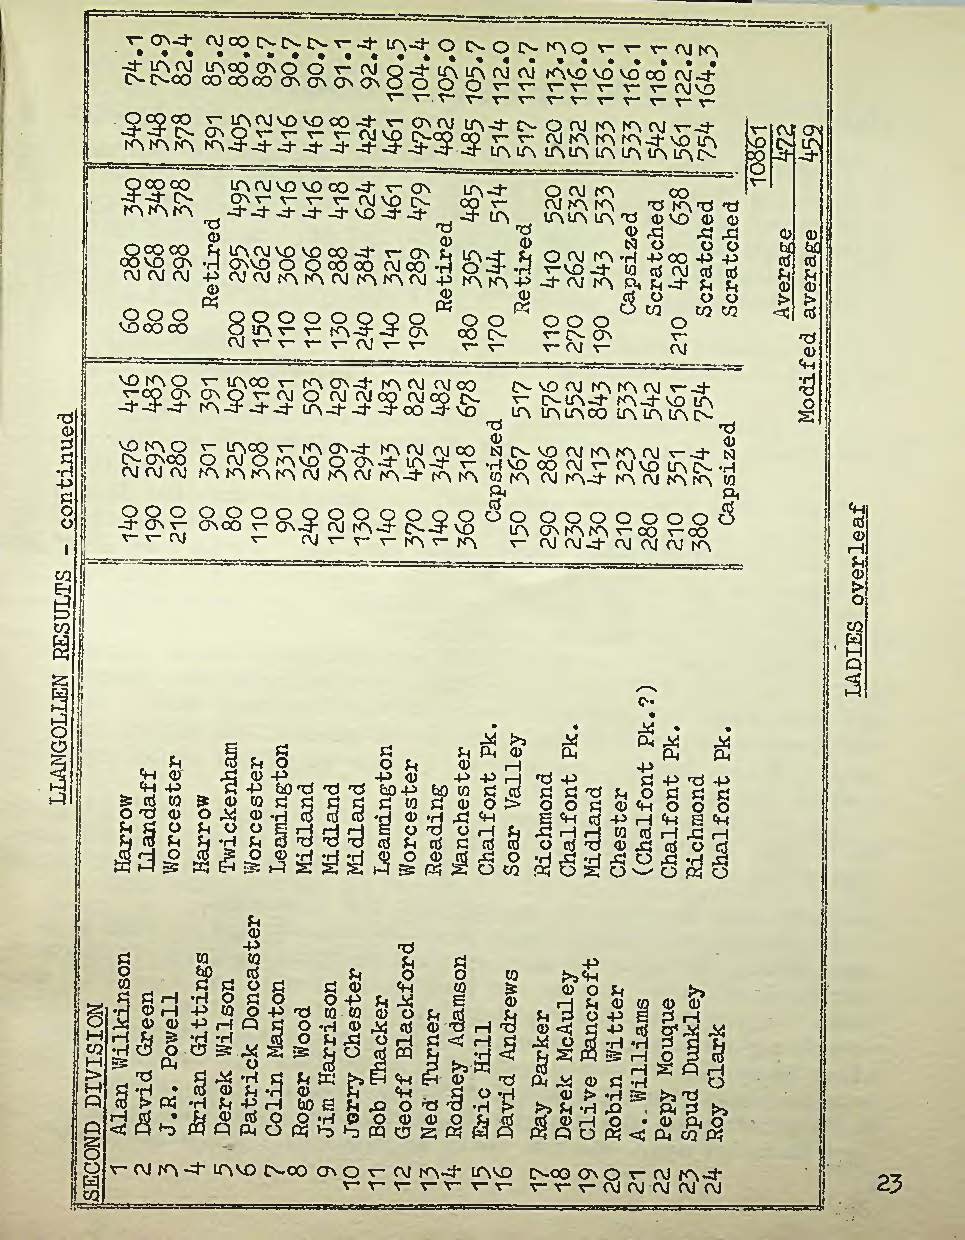 LLANGOLLEN RESULTS - continued
SECOND DIVISION
1 Alan Wilkinson Harrow 140 276 416 60 280 340 340 74.1
2 David Green Llandaff 190 293 483 80 268 348 348 75.9
3 J.R. Powell Worcester 210 280 490 80 298 378 378 82.4
4 Brian Gittings Harrow 90 301 391 Retired 391 85.2
5 Derek Wilson Twickenham 80 325 405 200 295 495 405 88.8
6 Patrick Doncaster Worcester 110 308 418 150 262 412 412 89.7
7 Colin Manton Leamington 90 331 421 110 306 416 416 90.7
8 Roger Wood Midland 240 263 503 110 306 416 416 90.7
9 Jim Harrison Midland 120 309 429 130 288 418 418 91.1
10 Jerry Chester Midland 130 294 424 240 384 624 424 92.4
11 Bob Thacker Leamington 140 343 483 140 321 461 461 100.5
12 Geoff Blackford Worcester 370 452 822 190 289 479 479 104.4
13 Ned Turner Reading 140 342 482 Retired 482 105.0
14 Rodney Adamson Manchester 360 318 678 180 305 485 485 105.7
15 Eric Hill Chalfont Pk. Capsized 170 344 514 514 112.0
16 David Andrews Soar Valley 150 367 517 Retired 517 112.7
17 Ray Parker Richmond 290 286 576 110 410 520 520 113.0
18 Derek McAuley Chalfont Pk. 230 322 552 270 262 532 532 116.0
19 Clive Bancroft Midland 430 413 843 190 343 533 533 116.1
20 Robin Witter Chester 210 323 533 Capsized 533 116.1
21 A. Williams (Chalfont Pk.?) 280 262 542 Scratched 542 118.1
22 Pepy Mouque Chalfont Pk. 210 351 561 210 428 638 561 122.2
23 Spud Dunkley Richmond 380 374 754 Scratched 754 164.3
24 Roy Clark Chalfont Pk. Capsized Scratched
10861
Average 472
Modifed average 459
LADIES overleaf
23